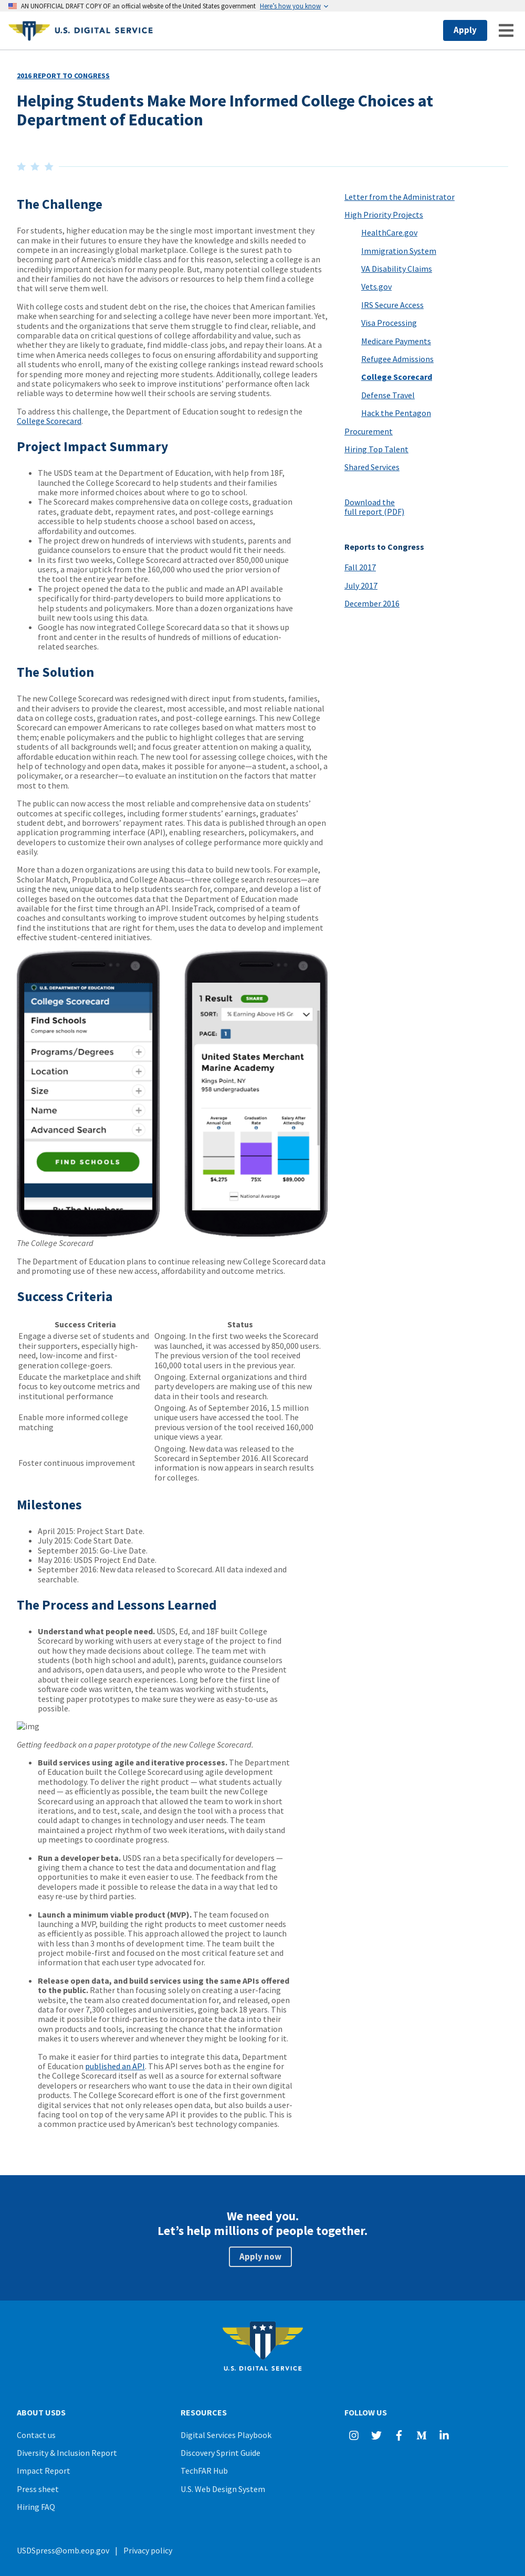 AN UNOFFICIAL DRAFT COPY OF an official website of the United States government Here's how you know
U.S. DIGITAL SERVICE
Apply
2016 REPORT TO CONGRESS
Helping Students Make More Informed College Choices at
Department of Education
The Challenge
For students, higher education may be the single most important investment they
can make in their futures to ensure they have the knowledge and skills needed to
compete in an increasingly global marketplace. College is the surest path to
becoming part of America's middle class and for this reason, selecting a college is an
incredibly important decision for many people. But, many potential college students
and their families do not have the advisors or resources to help them find a college
that will serve them well.
With college costs and student debt on the rise, the choices that American families
make when searching for and selecting a college have never been more important. Yet,
students and the organizations that serve them struggle to find clear, reliable, and
comparable data on critical questions of college affordability and value, such as
whether they are likely to graduate, find middle-class jobs, and repay their loans. At a
time when America needs colleges to focus on ensuring affordability and supporting
all students who enroll, many of the existing college rankings instead reward schools
for spending more money and rejecting more students. Additionally, college leaders
and state policymakers who seek to improve institutions' performance often lack
reliable ways to determine how well their schools are serving students.
To address this challenge, the Department of Education sought to redesign the
College Scorecard.
Project Impact Summary
• The USDS team at the Department of Education, with help from 18F,
launched the College Scorecard to help students and their families
make more informed choices about where to go to school.
• The Scorecard makes comprehensive data on college costs, graduation
rates, graduate debt, repayment rates, and post-college earnings
accessible to help students choose a school based on access,
affordability and outcomes.
• The project drew on hundreds of interviews with students, parents, and
guidance counselors to ensure that the product would fit their needs.
• In its first two weeks, College Scorecard attracted over 850,000 unique
users, a major uptick from the 160,000 who used the prior version of
the tool the entire year before.
• The project opened the data to the public and made an API available
specifically for third-party developers to build more applications to
help students and policymakers. More than a dozen organizations have
built new tools using this data.
• Google has now integrated College Scorecard data so that it shows up
front and center in the results of hundreds of millions of education-
related searches.
The Solution
The new College Scorecard was redesigned with direct input from students, families,
and their advisers to provide the clearest, most accessible, and most reliable national
data on college costs, graduation rates, and post-college earnings. This new College
Scorecard can empower Americans to rate colleges based on what matters most to
them; enable policymakers and the public to highlight colleges that are serving
students of all backgrounds well; and focus greater attention on making a quality,
affordable education within reach. The new tool for assessing college choices, with the
help of technology and open data, makes it possible for anyone—a student, a school, a
policymaker, or a researcher—to evaluate an institution on the factors that matter
most to them.
The public can now access the most reliable and comprehensive data on students'
outcomes at specific colleges, including former students' earnings, graduates'
student debt, and borrowers' repayment rates. This data is published through an open
application programming interface (API), enabling researchers, policymakers, and
developers to customize their own analyses of college performance more quickly and
easily.
More than a dozen organizations are using this data to build new tools. For example,
Scholar Match, Propublica, and College Abacus—three college search resources—are
using the new, unique data to help students search for, compare, and develop a list of
colleges based on the outcomes data that the Department of Education made
available for the first time through an API. InsideTrack, comprised of a team of
coaches and consultants working to improve student outcomes by helping students
find the institutions that are right for them, uses the data to develop and implement
effective student-centered initiatives.
U.S. DEPARTMENT OF EDUCATION
College Scorecard
Find Schools
Compare schools now
Programs/Degrees
Location
Size
Name
Advanced
FIND SCHOOLS
By The Numbers
1 Result SHARE
SORT: % Earning Above HS Gr
PAGE: 1
United States Merchant
Marine Academy
Kings Point, NY
958 undergraduates
Average Annual Cost
Graduation Rate
Salary After Attending
$4,275 75% $89,000
National Average
The College Scorecard
The Department of Education plans to continue releasing new College Scorecard data
and promoting use of these new access, affordability and outcome metrics.
Success Criteria
Success Criteria Status
Engage a diverse set of students and
their supporters, especially high-
need, low-income and first-
generation college-goers.
Ongoing. In the first two weeks the Scorecard
was launched, it was accessed by 850,000 users.
The previous version of the tool received
160,000 total users in the previous year.
Educate the marketplace and shift
focus to key outcome metrics and
institutional performance
Ongoing. External organizations and third
party developers are making use of this new
data in their tools and research.
Enable more informed college
matching
Ongoing. As of September 2016, 1.5 million
unique users have accessed the tool. The
previous version of the tool received 160,000
unique views a year.
Foster continuous improvement
Ongoing. New data was released to the
Scorecard in September 2016. All Scorecard
information is now appears in search results
for colleges.
Milestones
• April 2015: Project Start Date.
• July 2015: Code Start Date.
• September 2015: Go-Live Date.
• May 2016: USDS Project End Date.
• September 2016: New data released to Scorecard. All data indexed and
searchable.
The Process and Lessons Learned
• Understand what people need. USDS, Ed, and 18F built College
Scorecard by working with users at every stage of the project to find
out how they made decisions about college. The team met with
students (both high school and adult), parents, guidance counselors
and advisors, open data users, and people who wrote to the President
about their college search experiences. Long before the first line of
software code was written, the team was working with students,
testing paper prototypes to make sure they were as easy-to-use as
possible.
img
Getting feedback on a paper prototype of the new College Scorecard.
• Build services using agile and iterative processes. The Department
of Education built the College Scorecard using agile development
methodology. To deliver the right product — what students actually
need — as efficiently as possible, the team built the new College
Scorecard using an approach that allowed the team to work in short
iterations, and to test, scale, and design the tool with a process that
could adapt to changes in technology and user needs. The team
maintained a project rhythm of two week iterations, with daily stand
up meetings to coordinate progress.
• Run a developer beta. USDS ran a beta specifically for developers —
giving them a chance to test the data and documentation and flag
opportunities to make it even easier to use. The feedback from the
developers made it possible to release the data in a way that led to
easy re-use by third parties.
• Launch a minimum viable product (MVP). The team focused on
launching a MVP, building the right products to meet customer needs
as efficiently as possible. This approach allowed the project to launch
with less than 3 months of development time. The team built the
project mobile-first and focused on the most critical feature set and
information that each user type advocated for.
• Release open data, and build services using the same APIs offered
to the public. Rather than focusing solely on creating a user-facing
website, the team also created documentation for, and released, open
data for over 7,300 colleges and universities, going back 18 years. This
made it possible for third-parties to incorporate the data into their
own products and tools, increasing the chance that the information
makes it to users wherever and whenever they might be looking for it.
To make it easier for third parties to integrate this data, Department
of Education published an API. This API serves both as the engine for
the College Scorecard itself as well as a source for external software
developers or researchers who want to use the data in their own digital
products. The College Scorecard effort is one of the first government
digital services that not only releases open data, but also builds a user-
facing tool on top of the very same API it provides to the public. This is
a common practice used by American's best technology companies.
Letter from the Administrator
High Priority Projects
HealthCare.gov
Immigration System
VA Disability Claims
Vets.gov
IRS Secure Access
Visa Processing
Medicare Payments
Refugee Admissions
College Scorecard
Defense Travel
Hack the Pentagon
Procurement
Hiring Top Talent
Shared Services
Download the
full report (PDF)
Reports to Congress
Fall 2017
July 2017
December 2016
We need you.
Let's help millions of people together.
Apply now
U.S. DIGITAL SERVICE
ABOUT USDS
Contact us
Diversity & Inclusion Report
Impact Report
Press sheet
Hiring FAQ
RESOURCES
Digital Services Playbook
Discovery Sprint Guide
TechFAR Hub
U.S. Web Design System
FOLLOW US
USDSpress@omb.eop.gov | Privacy policy